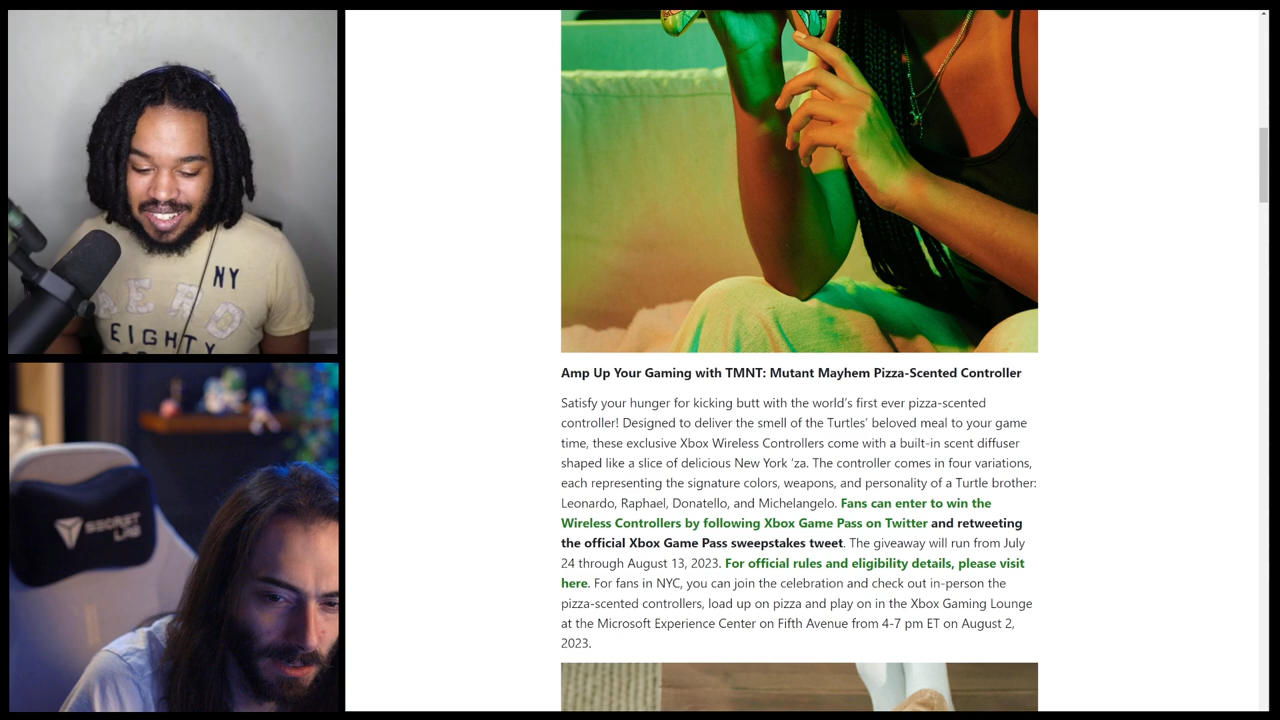 NY
AERO
EIGHTY
SECRET
LAB
Amp Up Your Gaming with TMNT: Mutant Mayhem Pizza-Scented Controller
Satisfy your hunger for kicking butt with the world’s first ever pizza-scented
controller! Designed to deliver the smell of the Turtles’ beloved meal to your game
time, these exclusive Xbox Wireless Controllers come with a built-in scent diffuser
shaped like a slice of delicious New York ‘za. The controller comes in four variations,
each representing the signature colors, weapons, and personality of a Turtle brother:
Leonardo, Raphael, Donatello, and Michelangelo. Fans can enter to win the
Wireless Controllers by following Xbox Game Pass on Twitter and retweeting
the official Xbox Game Pass sweepstakes tweet. The giveaway will run from July
24 through August 13, 2023. For official rules and eligibility details, please visit
here. For fans in NYC, you can join the celebration and check out in-person the
pizza-scented controllers, load up on pizza and play on in the Xbox Gaming Lounge
at the Microsoft Experience Center on Fifth Avenue from 4-7 pm ET on August 2,
2023.